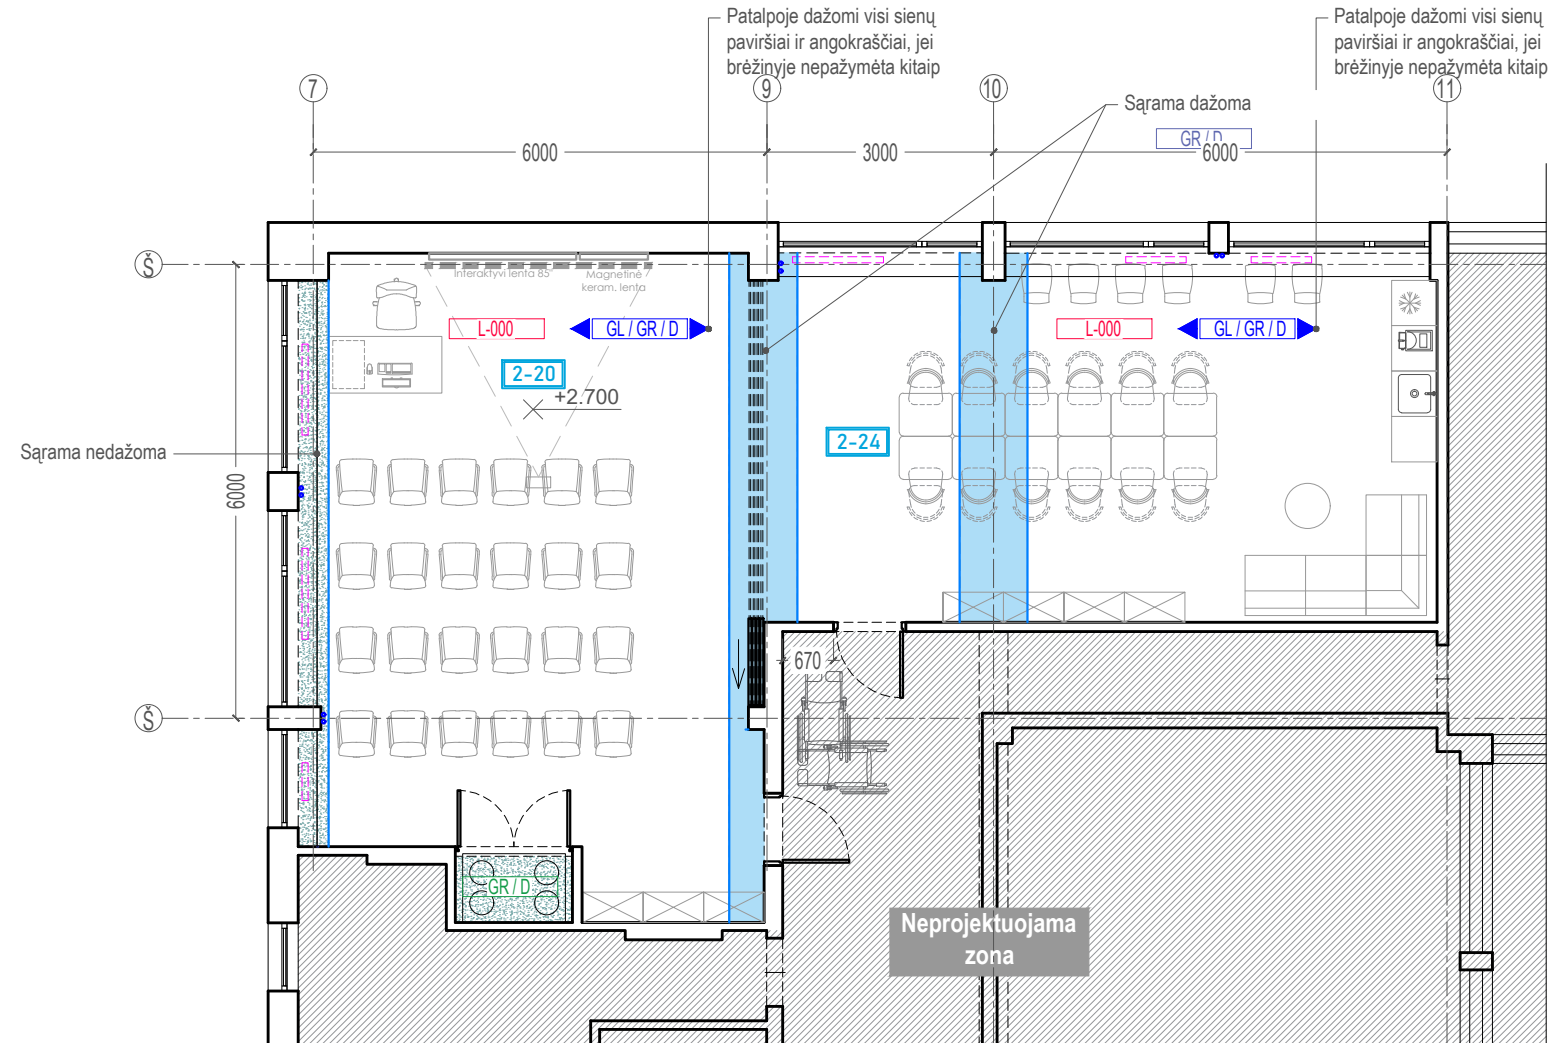 Patalpoje dažomi visi sienų
paviršiai ir angokraščiai, jei
brėžinyje nepažymėta kitaip
Patalpoje dažomi visi sienų
paviršiai ir angokraščiai, jei
brėžinyje nepažymėta kitaip
7
9
10
11
Sąrama dažoma
GR / D
6000
3000
6000
Š
Interaktyvi lenta 85"
Magnetinė
keram. lenta
L-000
GL / GR / D
L-000
GL / GR / D
2-20
+2.700
2-24
Sąrama nedažoma
6000
670
Š
GR / D
Neprojektuojama
zona